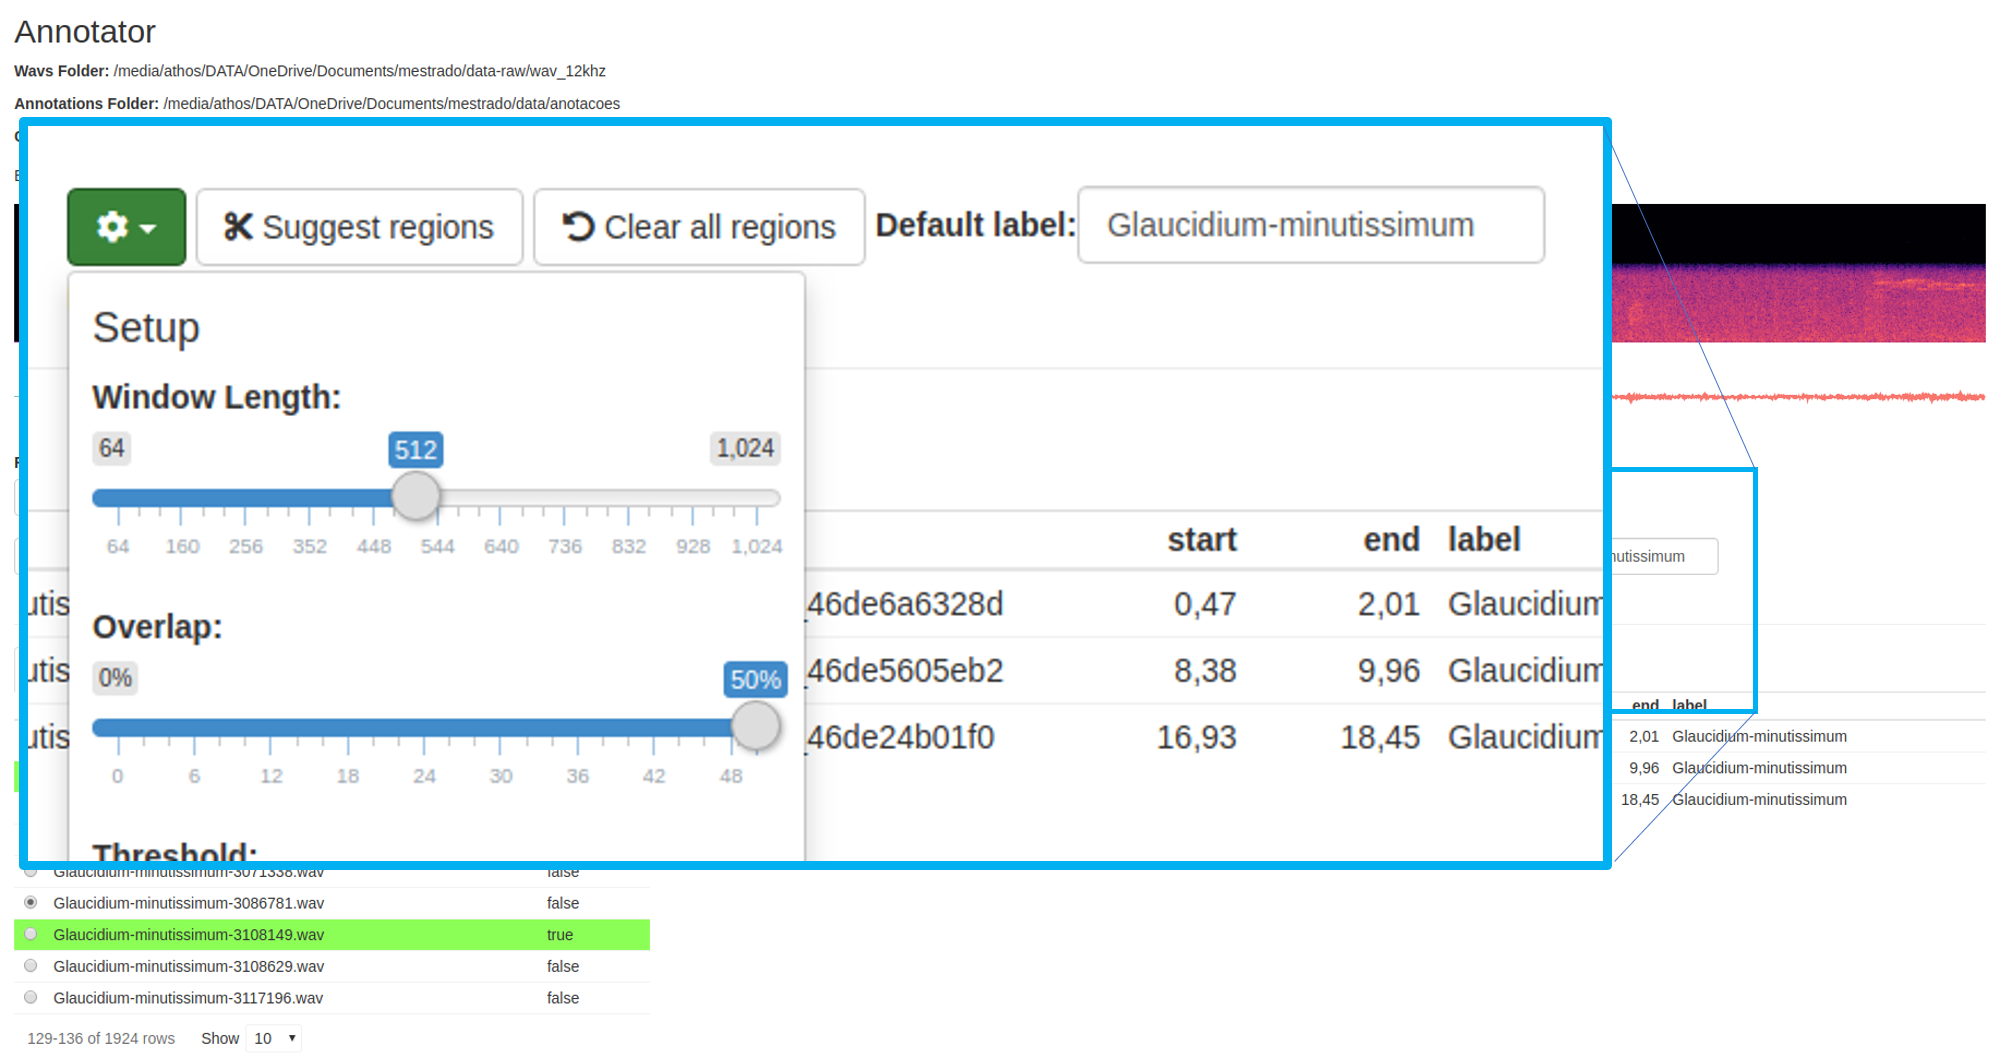 Annotator
Wavs Folder: /media/athos/DATA/OneDrive/Documents/mestrado/data-raw/wav_12khz
Annotations Folder: /media/athos/DATA/OneDrive/Documents/mestrado/data/anotacoes
Suggest regions Clear all regions Default label: Glaucidium-minutissimum
Setup
Window Length:
64 512 1,024
64 160 256 352 448 544 640 736 832 928 1,024
Overlap:
0% 50%
0 6 12 18 24 30 36 42 48
Threshold:
start end label
utis _46de6a6328d 0,47 2,01 Glaucidium
utis _46de5605eb2 8,38 9,96 Glaucidium
utis _46de24b01f0 16,93 18,45 Glaucidium
nutissimum
end label
2,01 Glaucidium-minutissimum
9,96 Glaucidium-minutissimum
18,45 Glaucidium-minutissimum
Glaucidium-minutissimum-3071338.wav false
Glaucidium-minutissimum-3086781.wav false
Glaucidium-minutissimum-3108149.wav true
Glaucidium-minutissimum-3108629.wav false
Glaucidium-minutissimum-3117196.wav false
129-136 of 1924 rows Show 10